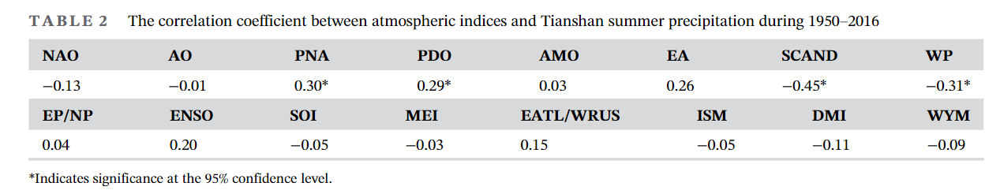 TABLE 2 The correlation coefficient between atmospheric indices and Tianshan summer precipitation during 1950–2016
NAO AO PNA PDO AMO EA SCAND WP
−0.13 −0.01 0.30* 0.29* 0.03 0.26 −0.45* −0.31*
EP/NP ENSO SOI MEI EATL/WRUS ISM DMI WYM
0.04 0.20 −0.05 −0.03 0.15 −0.05 −0.11 −0.09
*Indicates significance at the 95% confidence level.